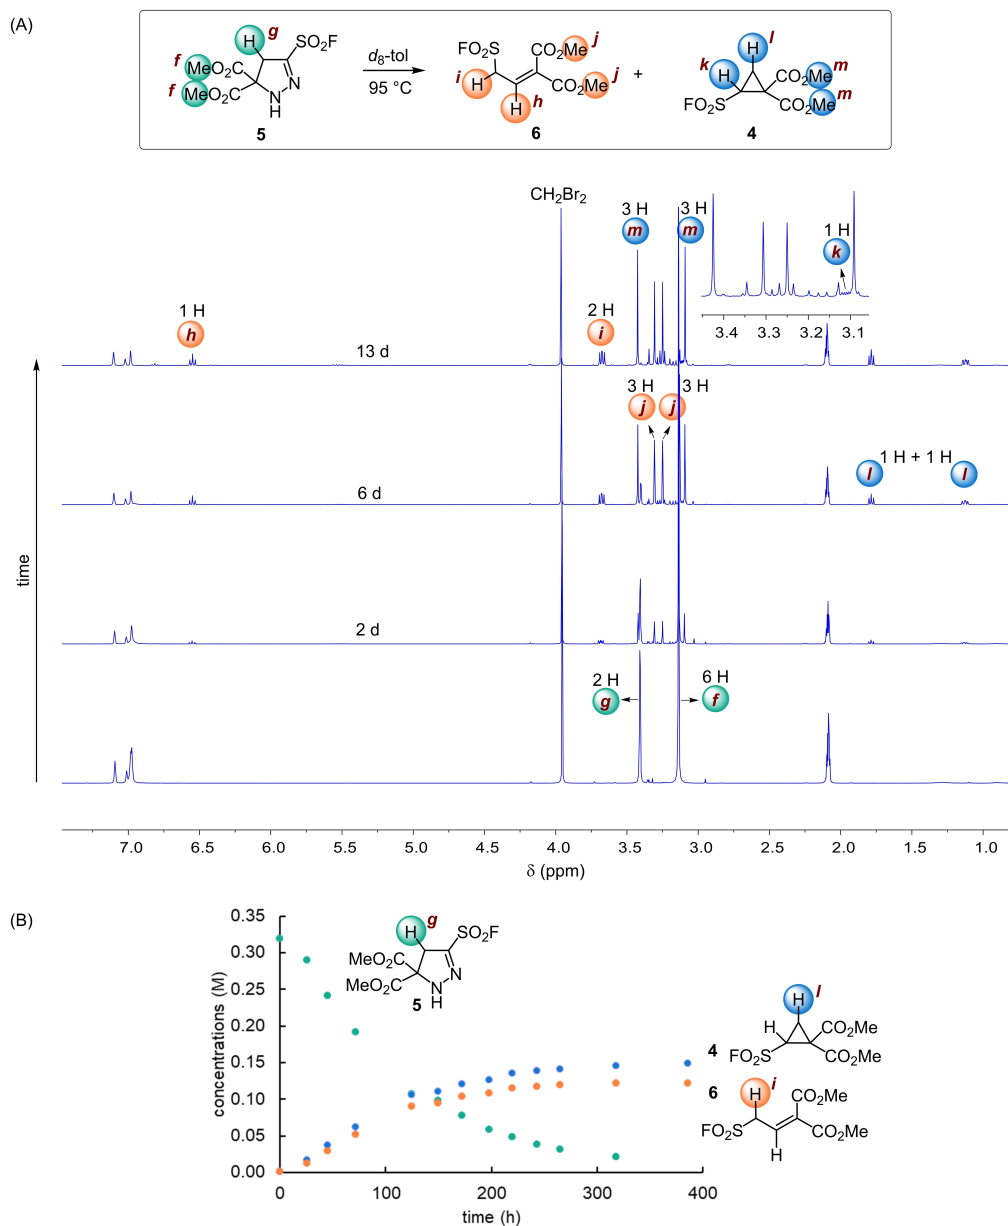 (A)
g
H
SO2F
f
MeO2C
f
MeO2C
N
N
H
5
d8-tol
95 °C
FO2S
CO2Me
j
i
H
CO2Me
j
H
h
6
+
l
H
k
H
CO2Me
m
FO2S
CO2Me
m
4
CH2Br2
3 H
m
3 H
m
1 H
k
3.4 3.3 3.2 3.1
1 H
h
2 H
i
13 d
3 H
j
j
3 H
1 H + 1 H
l
l
6 d
2 d
2 H
g
6 H
f
time
7.0 6.5 6.0 5.5 5.0 4.5 4.0 3.5 3.0 2.5 2.0 1.5 1.0
δ (ppm)
(B)
concentrations (M)
0.35
0.30
0.25
0.20
0.15
0.10
0.05
0.00
0 100 200 300 400
time (h)
g
H
SO2F
MeO2C
MeO2C
N
N
H
5
l
H
4
H
CO2Me
FO2S
CO2Me
6
i
H
CO2Me
FO2S
CO2Me
H